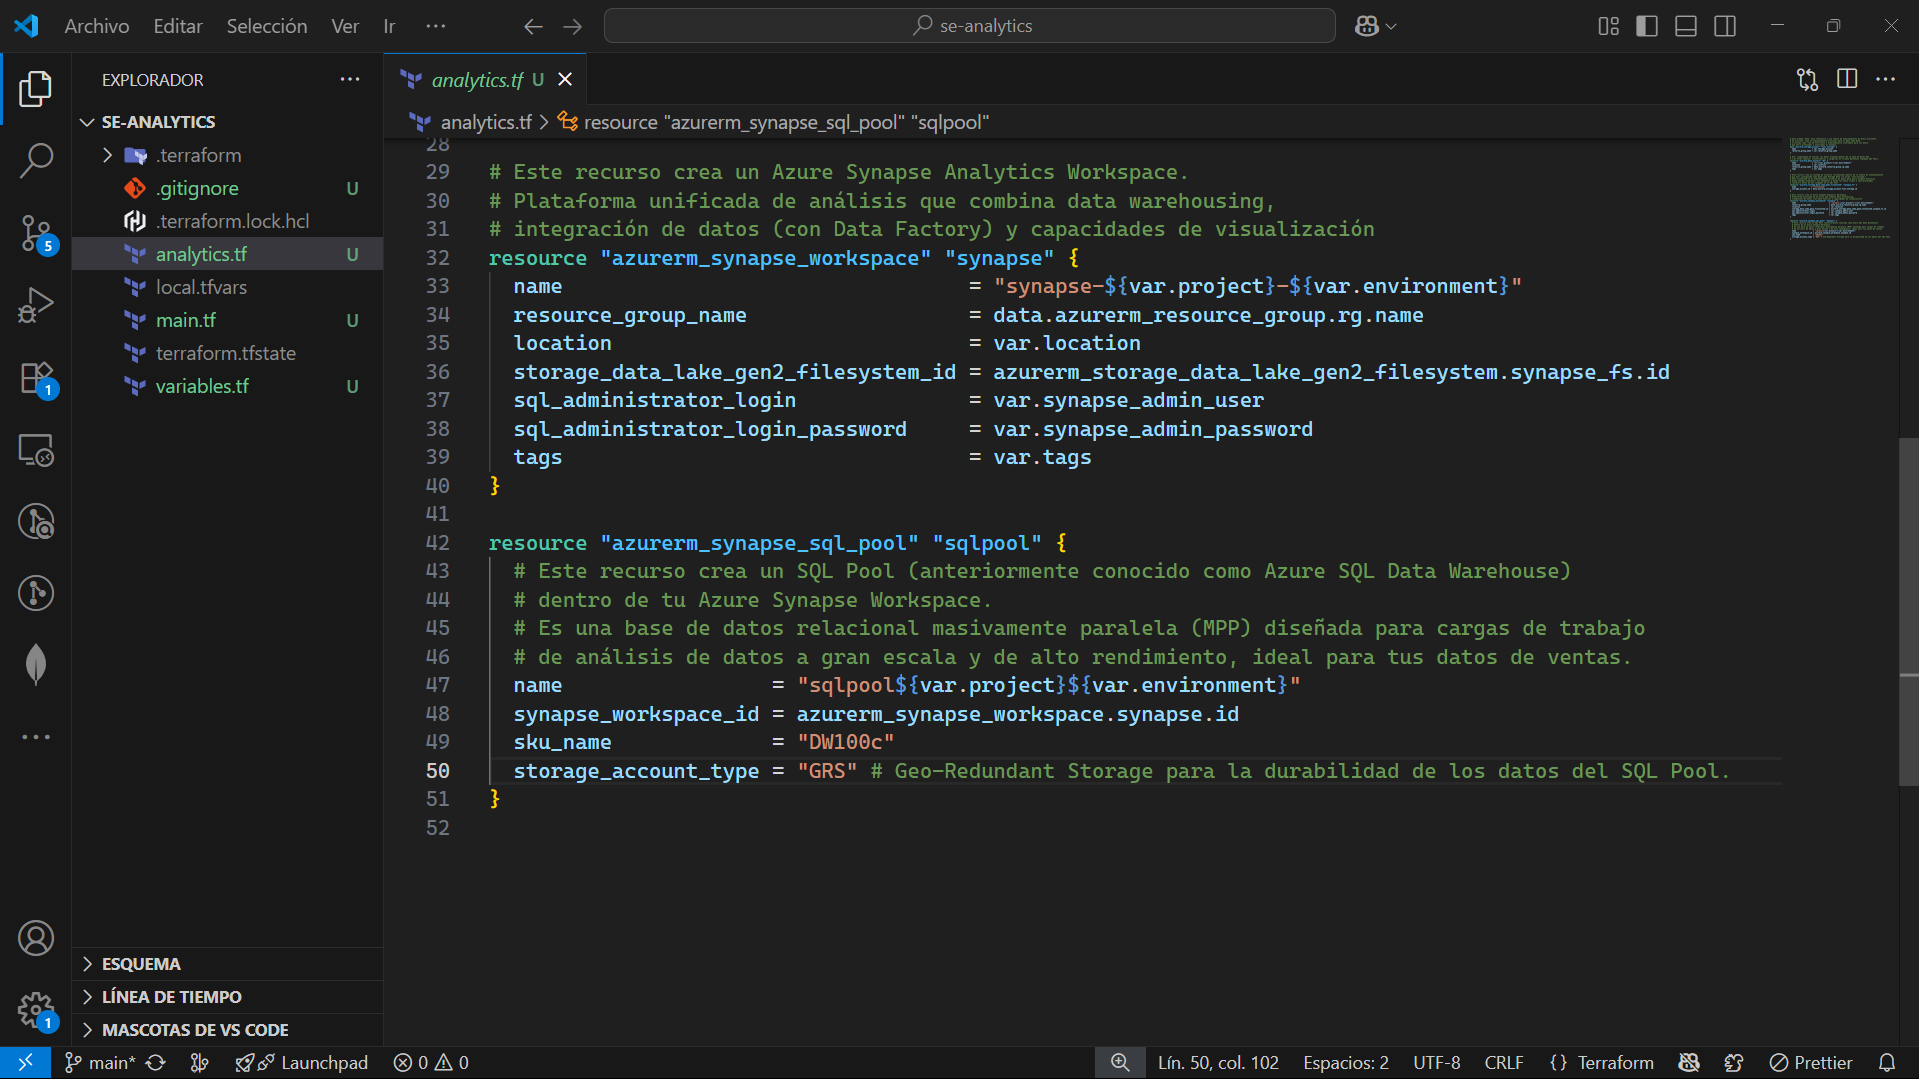 Archivo Editar Selección Ver Ir ···
se-analytics
EXPLORADOR
SE-ANALYTICS
.terraform
.gitignore U
.terraform.lock.hcl
analytics.tf U
local.tfvars
main.tf U
terraform.tfstate
variables.tf U
5
1
ESQUEMA
LÍNEA DE TIEMPO
MASCOTAS DE VS CODE
1
analytics.tf U
analytics.tf > resource "azurerm_synapse_sql_pool" "sqlpool"
28
29 # Este recurso crea un Azure Synapse Analytics Workspace.
30 # Plataforma unificada de análisis que combina data warehousing,
31 # integración de datos (con Data Factory) y capacidades de visualización
32 resource "azurerm_synapse_workspace" "synapse" {
33 name = "synapse-${var.project}-${var.environment}"
34 resource_group_name = data.azurerm_resource_group.rg.name
35 location = var.location
36 storage_data_lake_gen2_filesystem_id = azurerm_storage_data_lake_gen2_filesystem.synapse_fs.id
37 sql_administrator_login = var.synapse_admin_user
38 sql_administrator_login_password = var.synapse_admin_password
39 tags = var.tags
40 }
41
42 resource "azurerm_synapse_sql_pool" "sqlpool" {
43 # Este recurso crea un SQL Pool (anteriormente conocido como Azure SQL Data Warehouse)
44 # dentro de tu Azure Synapse Workspace.
45 # Es una base de datos relacional masivamente paralela (MPP) diseñada para cargas de trabajo
46 # de análisis de datos a gran escala y de alto rendimiento, ideal para tus datos de ventas.
47 name = "sqlpool${var.project}${var.environment}"
48 synapse_workspace_id = azurerm_synapse_workspace.synapse.id
49 sku_name = "DW100c"
50 storage_account_type = "GRS" # Geo-Redundant Storage para la durabilidad de los datos del SQL Pool.
51 }
52
main* Launchpad 0 0 Lín. 50, col. 102 Espacios: 2 UTF-8 CRLF {} Terraform Prettier